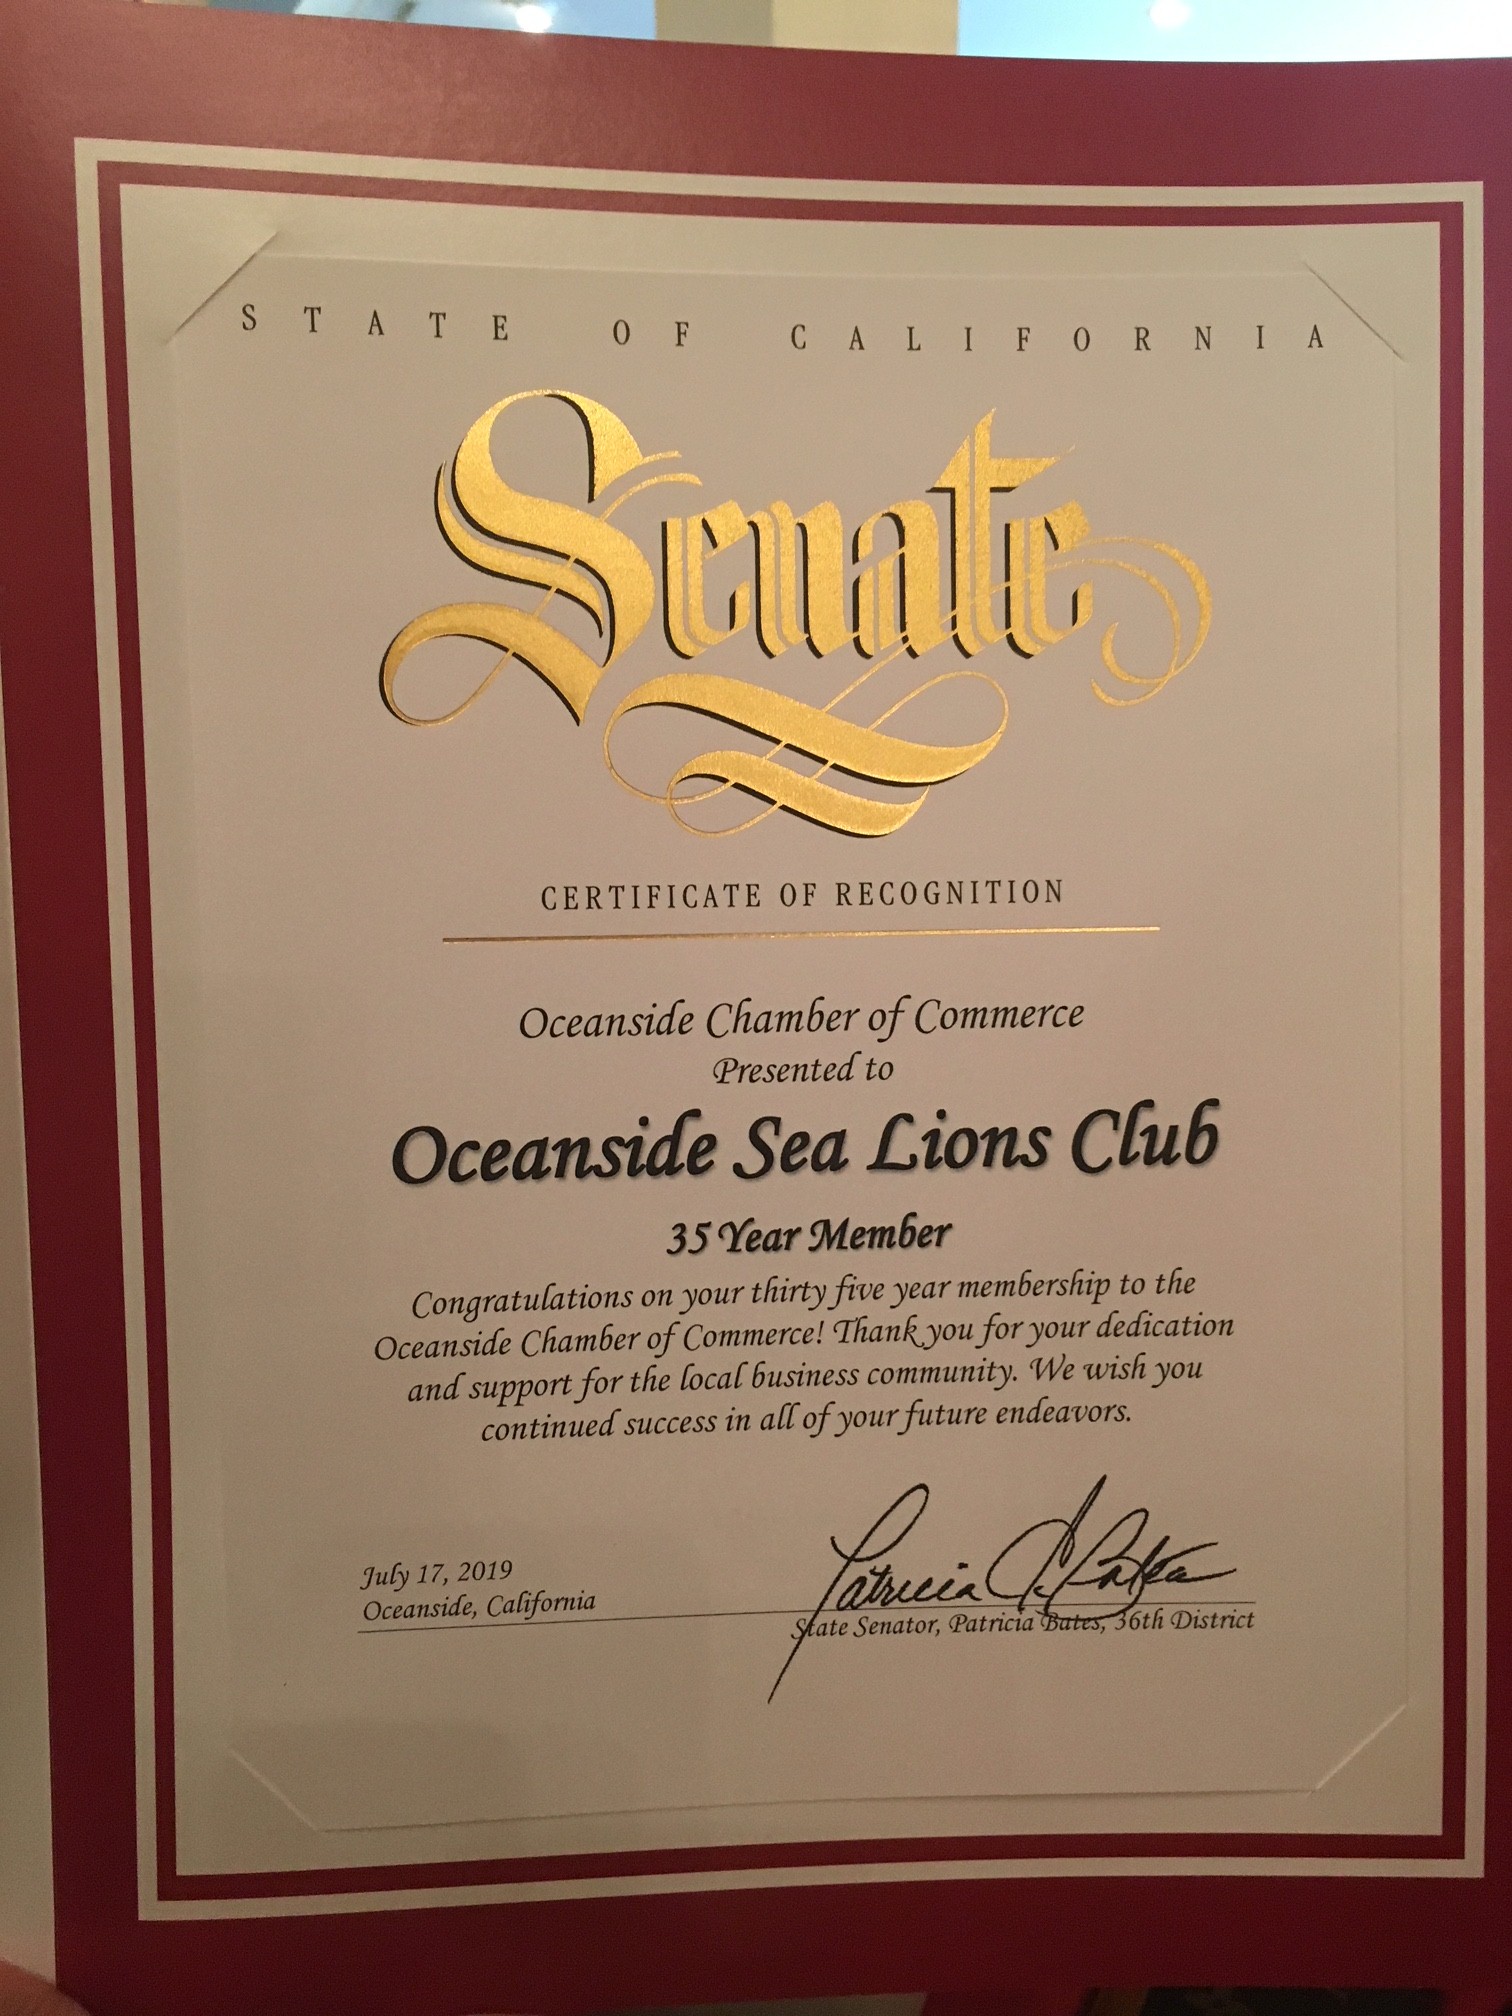 STATE OF CALIFORNIA
Senate
CERTIFICATE OF RECOGNITION
Oceanside Chamber of Commerce
Presented to
Oceanside Sea Lions Club
35 Year Member
Congratulations on your thirty five year membership to the
Oceanside Chamber of Commerce! Thank you for your dedication
and support for the local business community. We wish you
continued success in all of your future endeavors.
July 17, 2019
Oceanside, California
Patricia C. Bates
State Senator, Patricia Bates, 36th District